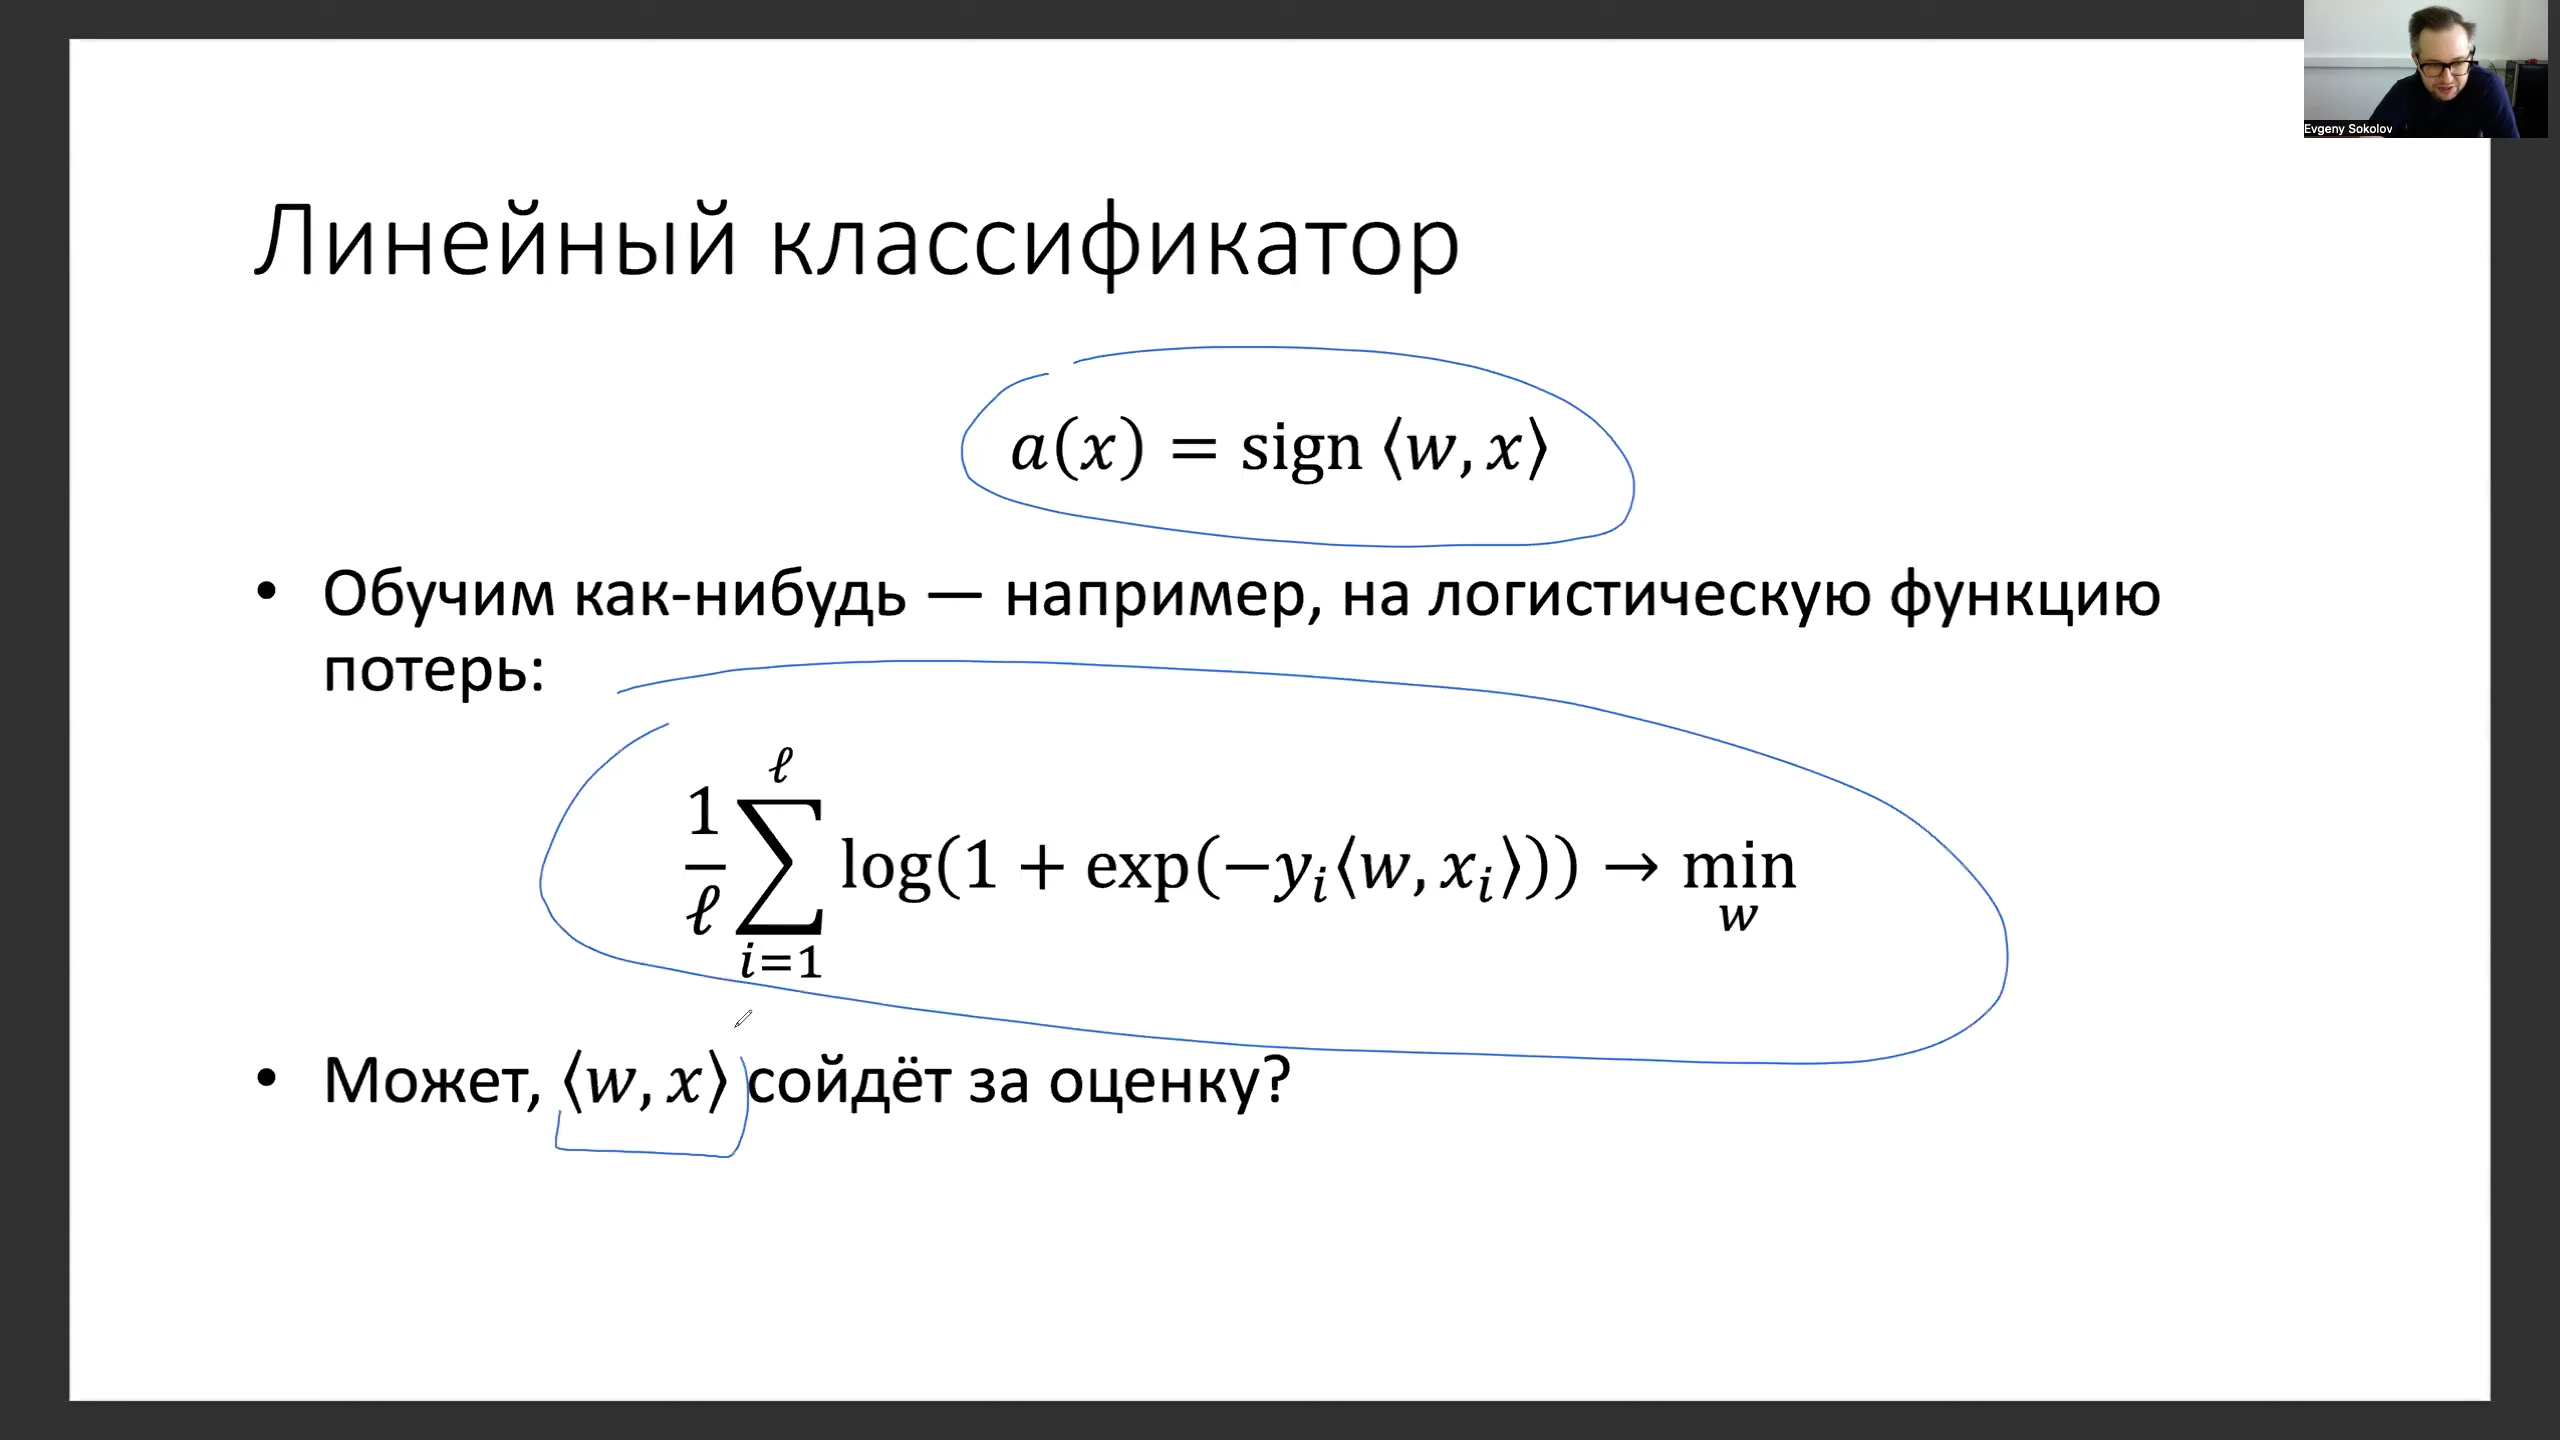 Evgeny Sokolov
Линейный классификатор
a(x) = sign ⟨w, x⟩
• Обучим как-нибудь — например, на логистическую функцию
потерь:
1/ℓ ∑_{i=1}^{ℓ} log(1 + exp(−y_i⟨w, x_i⟩)) → min_w
• Может, ⟨w, x⟩ сойдёт за оценку?